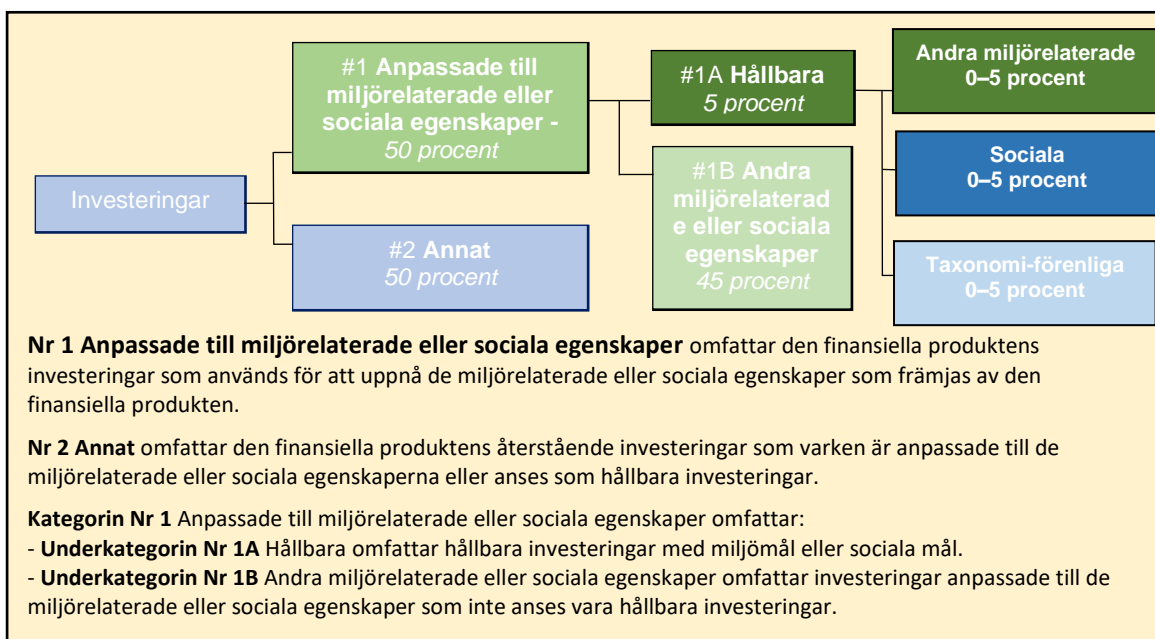 Investeringar
#1 Anpassade till
miljörelaterade eller
sociala egenskaper -
50 procent
#2 Annat
50 procent
#1A Hållbara
5 procent
#1B Andra
miljörelaterad
e eller sociala
egenskaper
45 procent
Andra miljörelaterade
0–5 procent
Sociala
0–5 procent
Taxonomi-förenliga
0–5 procent
Nr 1 Anpassade till miljörelaterade eller sociala egenskaper omfattar den finansiella produktens
investeringar som används för att uppnå de miljörelaterade eller sociala egenskaper som främjas av den
finansiella produkten.
Nr 2 Annat omfattar den finansiella produktens återstående investeringar som varken är anpassade till de
miljörelaterade eller sociala egenskaperna eller anses som hållbara investeringar.
Kategorin Nr 1 Anpassade till miljörelaterade eller sociala egenskaper omfattar:
- Underkategorin Nr 1A Hållbara omfattar hållbara investeringar med miljömål eller sociala mål.
- Underkategorin Nr 1B Andra miljörelaterade eller sociala egenskaper omfattar investeringar anpassade till de
miljörelaterade eller sociala egenskaper som inte anses vara hållbara investeringar.